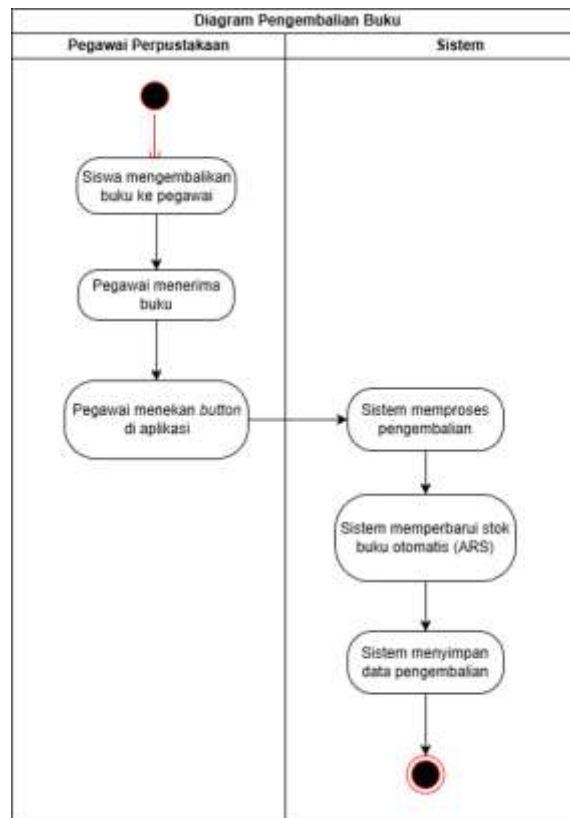 Diagram Pengembalian Buku
Pegawai Perpustakaan
Sistem
Siswa mengembalikan
buku ke pegawai
Pegawai menerima
buku
Pegawai menekan button
di aplikasi
Sistem memproses
pengembalian
Sistem memperbarui stok
buku otomatis (ARS)
Sistem menyimpan
data pengembalian